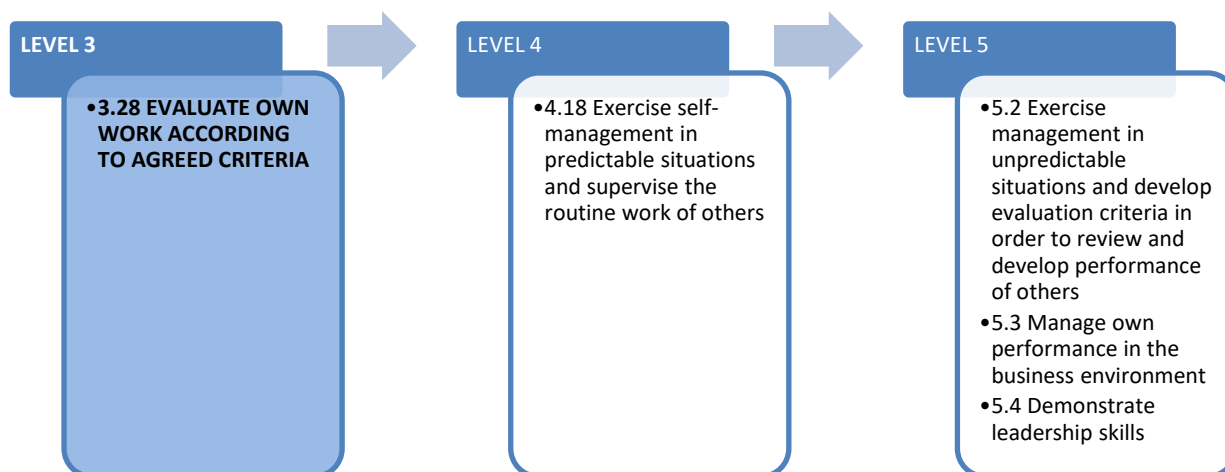 LEVEL 3
•3.28 EVALUATE OWN
WORK ACCORDING
TO AGREED CRITERIA
LEVEL 4
•4.18 Exercise self-
management in
predictable situations
and supervise the
routine work of others
LEVEL 5
•5.2 Exercise
management in
unpredictable
situations and develop
evaluation criteria in
order to review and
develop performance
of others
•5.3 Manage own
performance in the
business environment
•5.4 Demonstrate
leadership skills